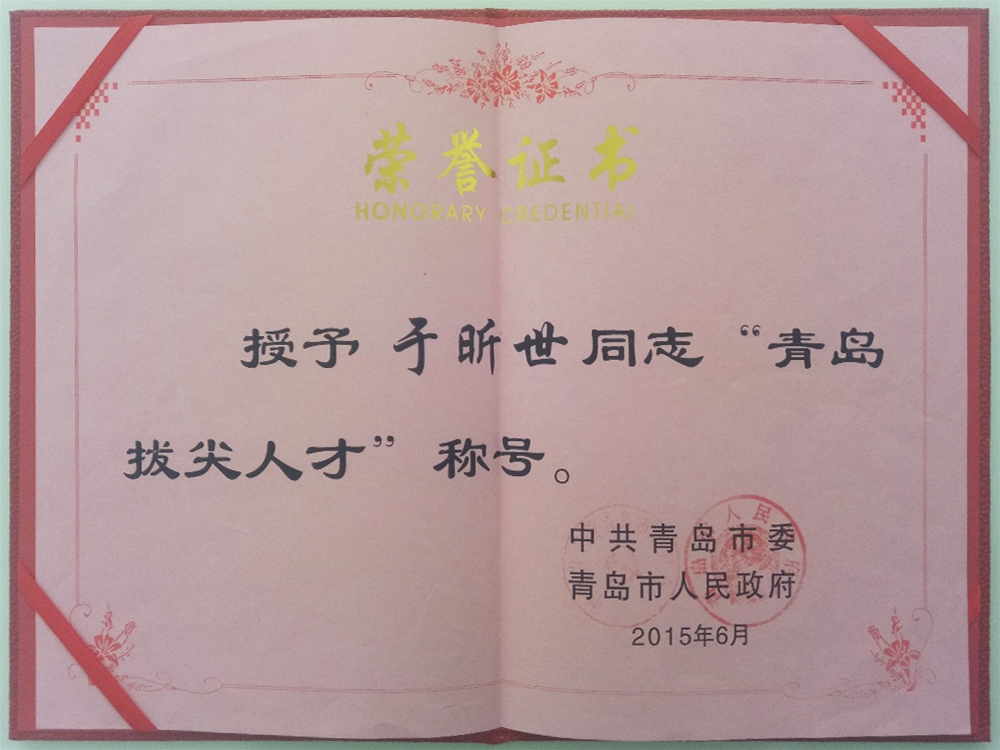 荣誉证书
HONORARY CREDENTIAL
授予于昕世同志“青岛
拔尖人才”称号。
中共青岛市委
青岛市人民政府
2015年6月